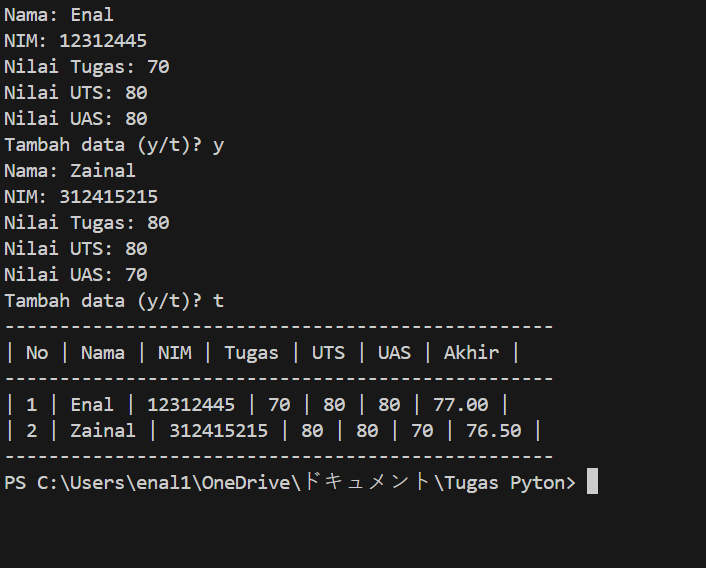 Nama: Enal
NIM: 12312445
Nilai Tugas: 70
Nilai UTS: 80
Nilai UAS: 80
Tambah data (y/t)? y
Nama: Zainal
NIM: 312415215
Nilai Tugas: 80
Nilai UTS: 80
Nilai UAS: 70
Tambah data (y/t)? t
--------------------------------------------------
| No | Nama | NIM | Tugas | UTS | UAS | Akhir |
--------------------------------------------------
| 1 | Enal | 12312445 | 70 | 80 | 80 | 77.00 |
| 2 | Zainal | 312415215 | 80 | 80 | 70 | 76.50 |
--------------------------------------------------
PS C:\Users\enal1\OneDrive\ドキュメント\Tugas Pyton>